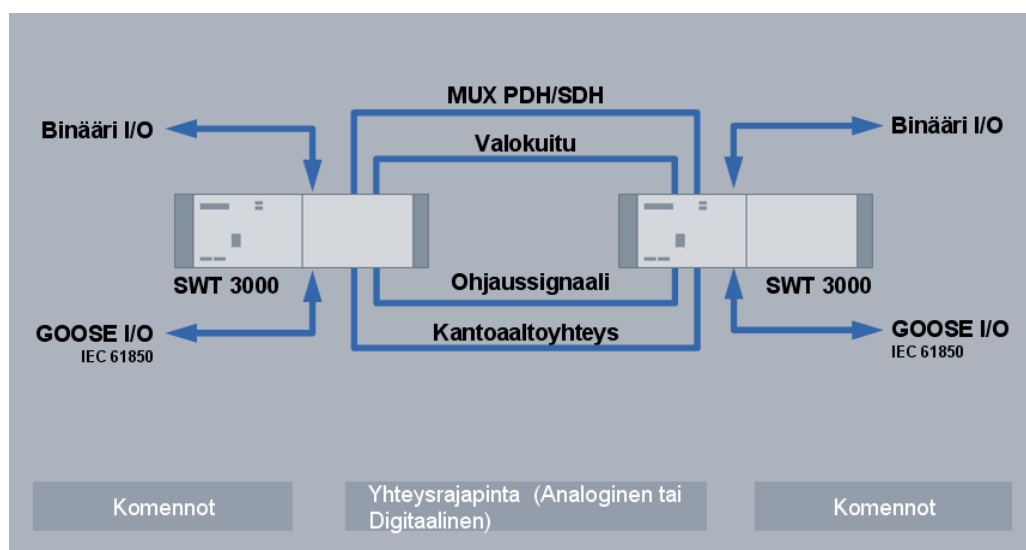 MUX PDH/SDH
Binääri I/O
Binääri I/O
Valokuitu
SWT 3000
Ohjaussignaali
SWT 3000
GOOSE I/O
IEC 61850
Kantoaaltoyhteys
GOOSE I/O
IEC 61850
Komennot
Yhteysrajapinta (Analoginen tai
Digitaalinen)
Komennot